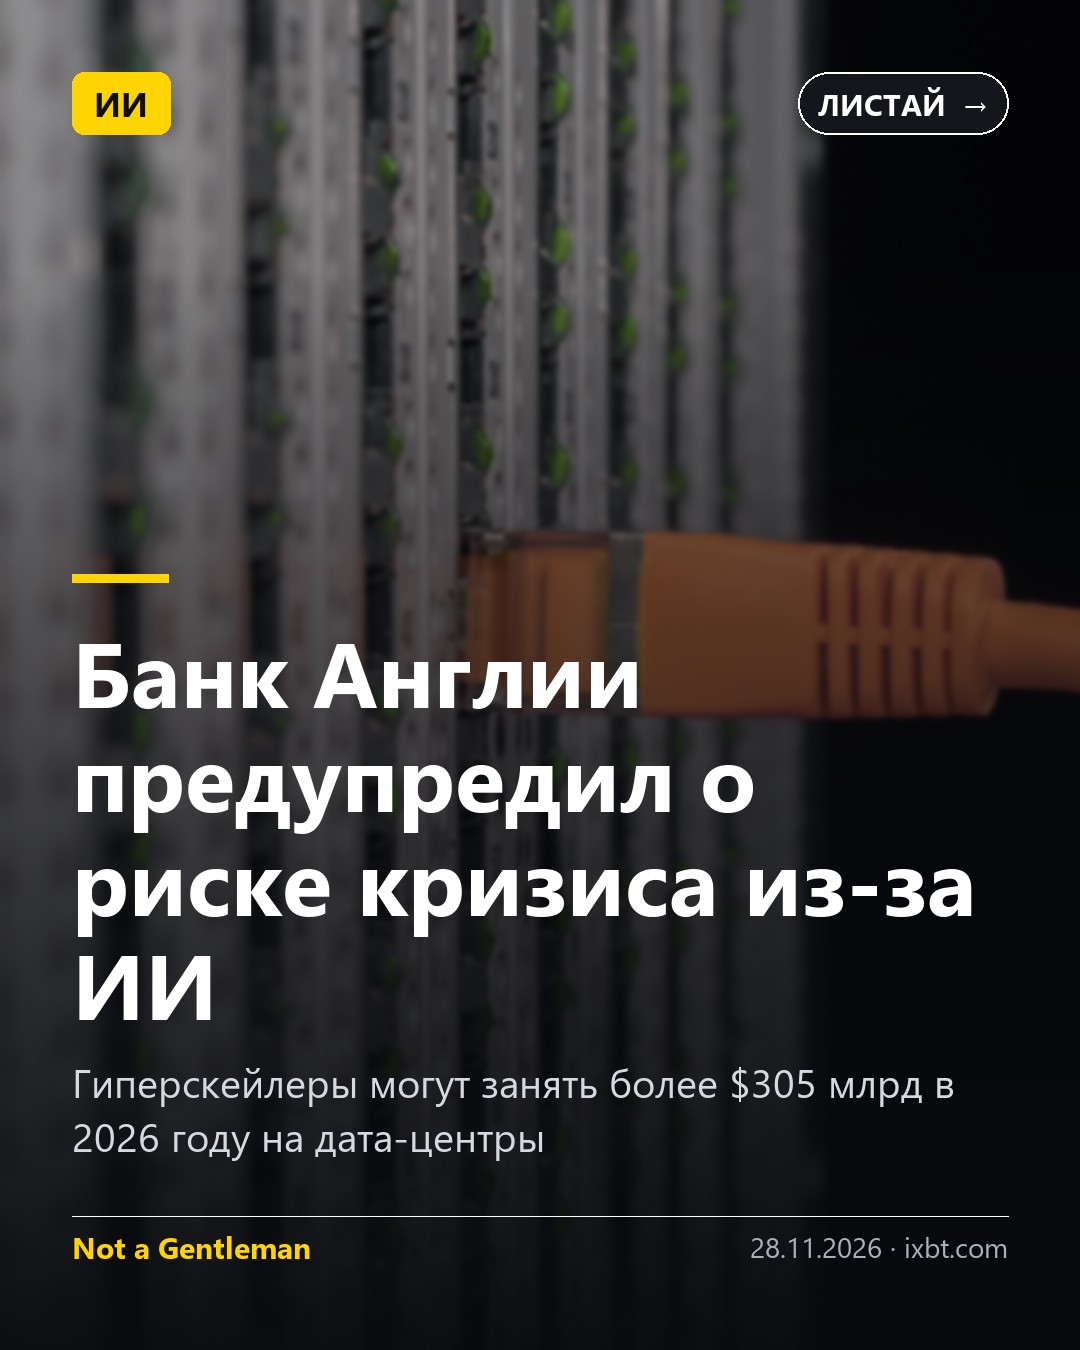 ИИ
ЛИСТАЙ →
Банк Англии
предупредил о
риске кризиса из-за
ИИ
Гиперскейлеры могут занять более $305 млрд в
2026 году на дата-центры
Not a Gentleman
28.11.2026 · ixbt.com